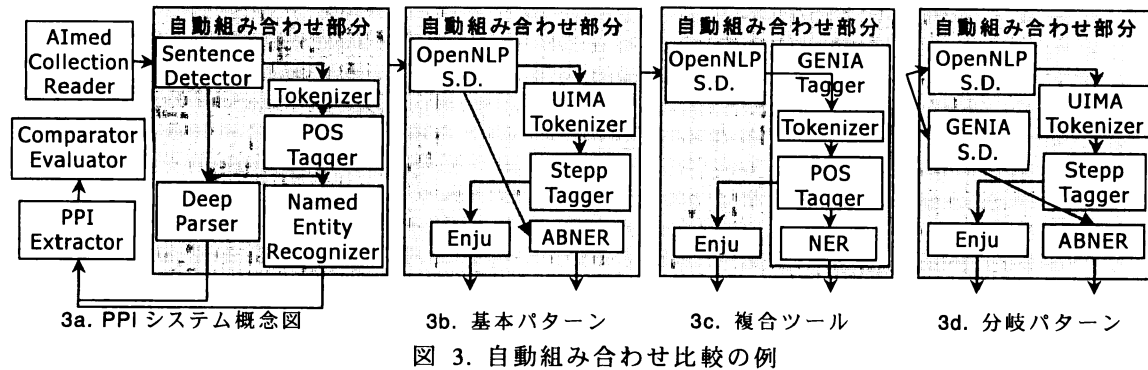 自動組み合わせ部分
AImed
Collection
Reader
Sentence
Detector
Tokenizer
POS
Tagger
Comparator
Evaluator
Deep
Parser
Named
Entity
Recognizer
PPI
Extractor
3a. PPI システム概念図
自動組み合わせ部分
OpenNLP
S.D.
UIMA
Tokenizer
Stepp
Tagger
Enju
ABNER
3b. 基本パターン
自動組み合わせ部分
OpenNLP
S.D.
GENIA
Tagger
Tokenizer
POS
Tagger
Enju
NER
3c. 複合ツール
自動組み合わせ部分
OpenNLP
S.D.
UIMA
Tokenizer
GENIA
S.D.
Stepp
Tagger
Enju
ABNER
3d. 分岐パターン
図 3. 自動組み合わせ比較の例